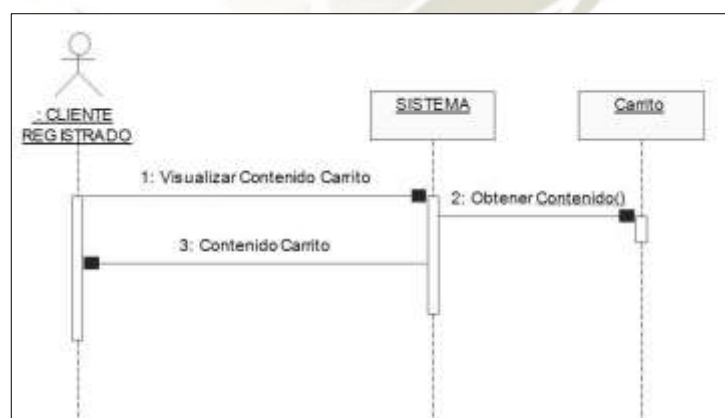 : CLIENTE
REGISTRADO
SISTEMA
Carrito
1: Visualizar Contenido Carrito
2: Obtener Contenido()
3: Contenido Carrito